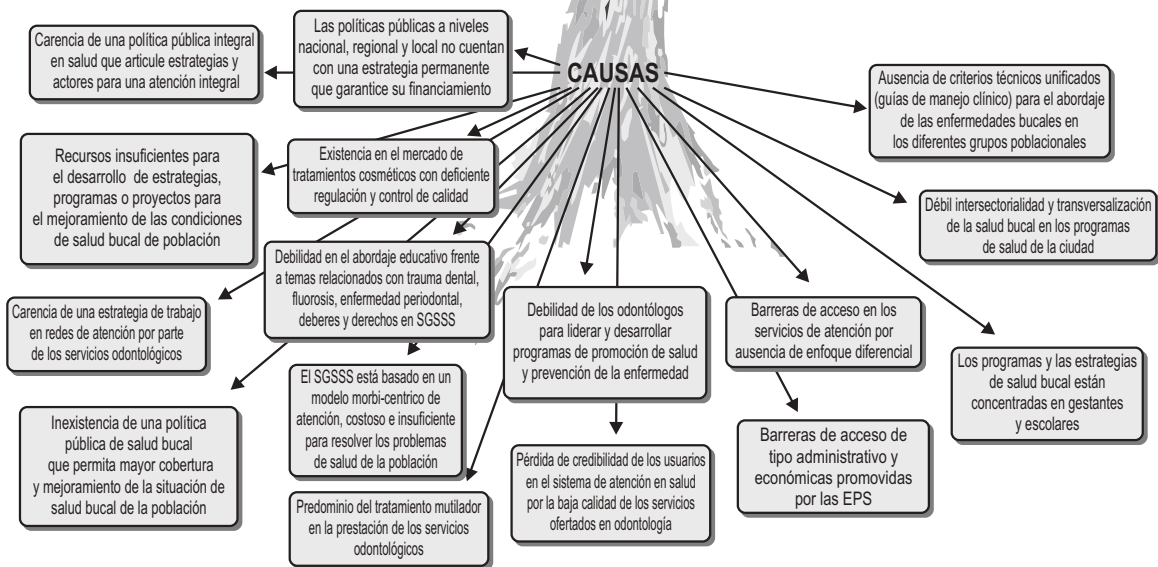 Carencia de una política pública integral
en salud que articule estrategias y
actores para una atención integral
Las políticas públicas a niveles
nacional, regional y local no cuentan
con una estrategia permanente
que garantice su financiamiento
CAUSAS
Ausencia de criterios técnicos unificados
(guías de manejo clínico) para el abordaje
de las enfermedades bucales en
los diferentes grupos poblacionales
Recursos insuficientes para
el desarrollo de estrategias,
programas o proyectos para
el mejoramiento de las condiciones
de salud bucal de población
Existencia en el mercado de
tratamientos cosméticos con deficiente
regulación y control de calidad
Débil intersectorialidad y transversalización
de la salud bucal en los programas
de salud de la ciudad
Debilidad en el abordaje educativo frente
a temas relacionados con trauma dental,
fluorosis, enfermedad periodontal,
deberes y derechos en SGSSS
Carencia de una estrategia de trabajo
en redes de atención por parte
de los servicios odontológicos
Debilidad de los odontólogos
para liderar y desarrollar
programas de promoción de salud
y prevención de la enfermedad
Barreras de acceso en los
servicios de atención por
ausencia de enfoque diferencial
Los programas y las estrategias
de salud bucal están
concentradas en gestantes
y escolares
El SGSSS está basado en un
modelo morbi-centrico de
atención, costoso e insuficiente
para resolver los problemas
de salud de la población
Inexistencia de una política
pública de salud bucal
que permita mayor cobertura
y mejoramiento de la situación de
salud bucal de la población
Barreras de acceso de
tipo administrativo y
económicas promovidas
por las EPS
Pérdida de credibilidad de los usuarios
en el sistema de atención en salud
por la baja calidad de los servicios
ofertados en odontología
Predominio del tratamiento mutilador
en la prestación de los servicios
odontológicos